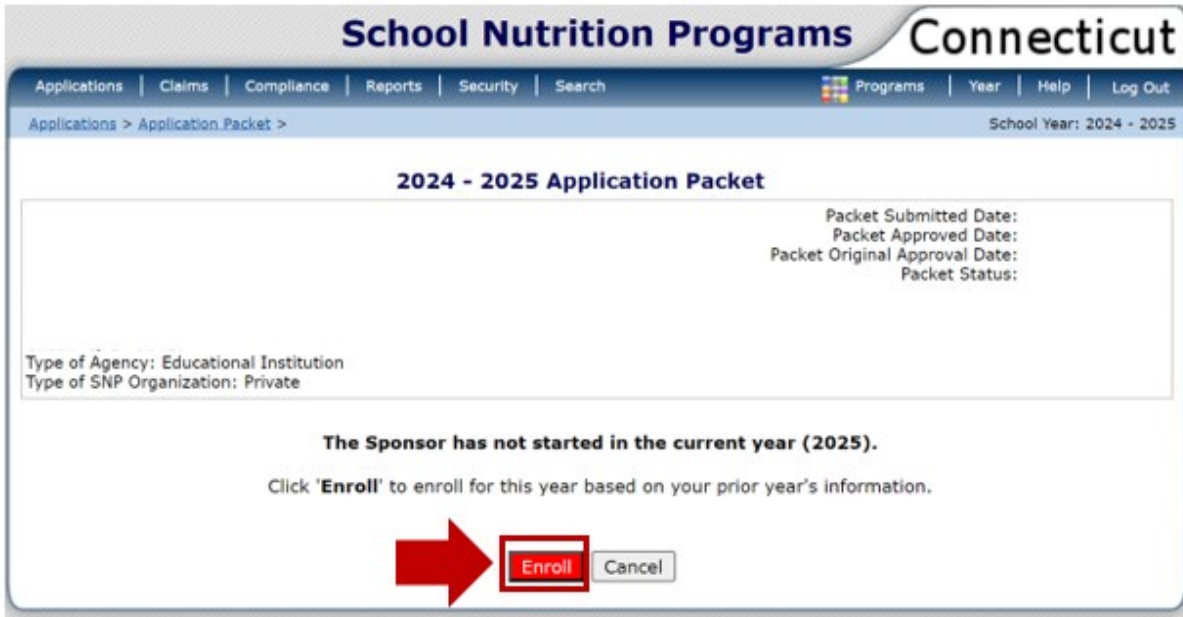 School Nutrition Programs
Connecticut
Applications | Claims | Compliance | Reports | Security | Search
Programs | Year | Help | Log Out
Applications > Application Packet >
School Year: 2024 - 2025
2024 - 2025 Application Packet
Packet Submitted Date:
Packet Approved Date:
Packet Original Approval Date:
Packet Status:
Type of Agency: Educational Institution
Type of SNP Organization: Private
The Sponsor has not started in the current year (2025).
Click 'Enroll' to enroll for this year based on your prior year's information.
Enroll
Cancel